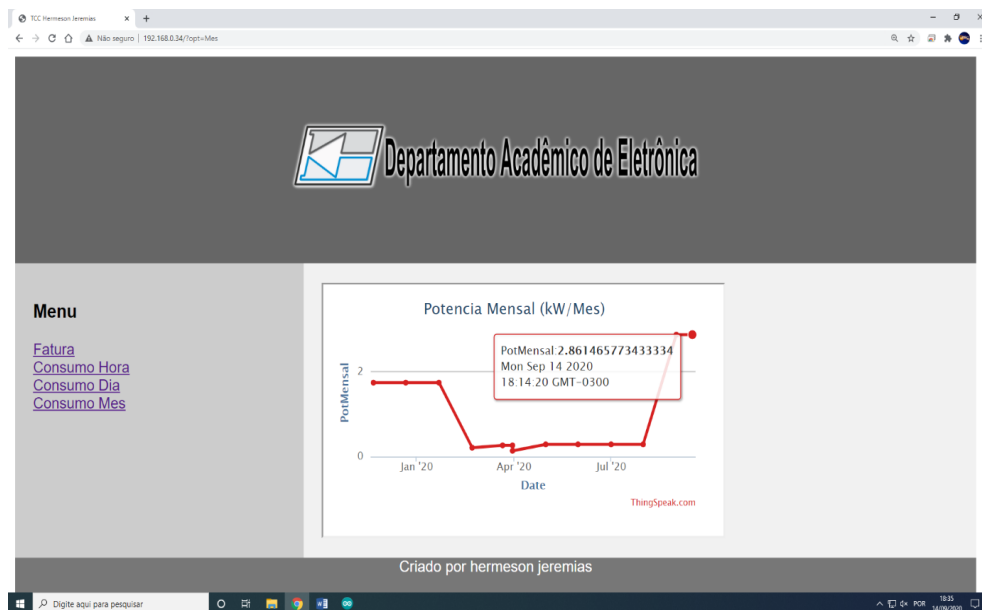 TCC Hermeson Jeremias
Não seguro | 192.168.0.34/?opt=Mes
Departamento Acadêmico de Eletrônica
Menu
Fatura
Consumo Hora
Consumo Dia
Consumo Mes
Potencia Mensal (kW/Mes)
PotMensal:2.861465773433334
Mon Sep 14 2020
18:14:20 GMT-0300
PotMensal
2
0
Jan '20
Apr '20
Jul '20
Date
ThingSpeak.com
Criado por hermeson jeremias
Digite aqui para pesquisar
POR
18:35
14/09/2020